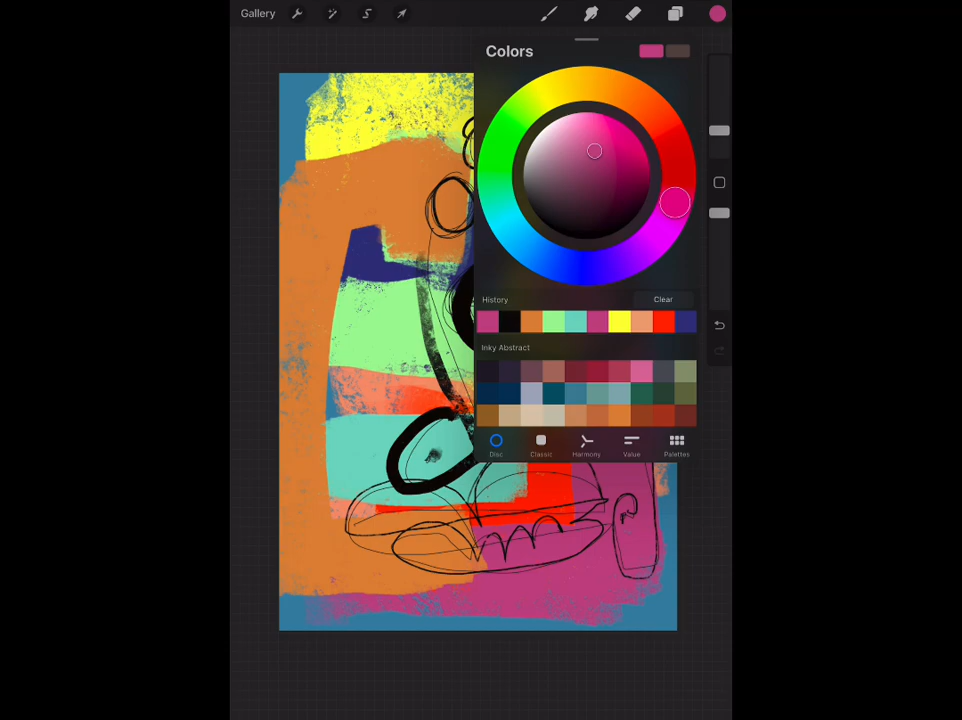 Gallery
Colors
History
Clear
Inky Abstract
Disc
Classic
Harmony
Value
Palettes